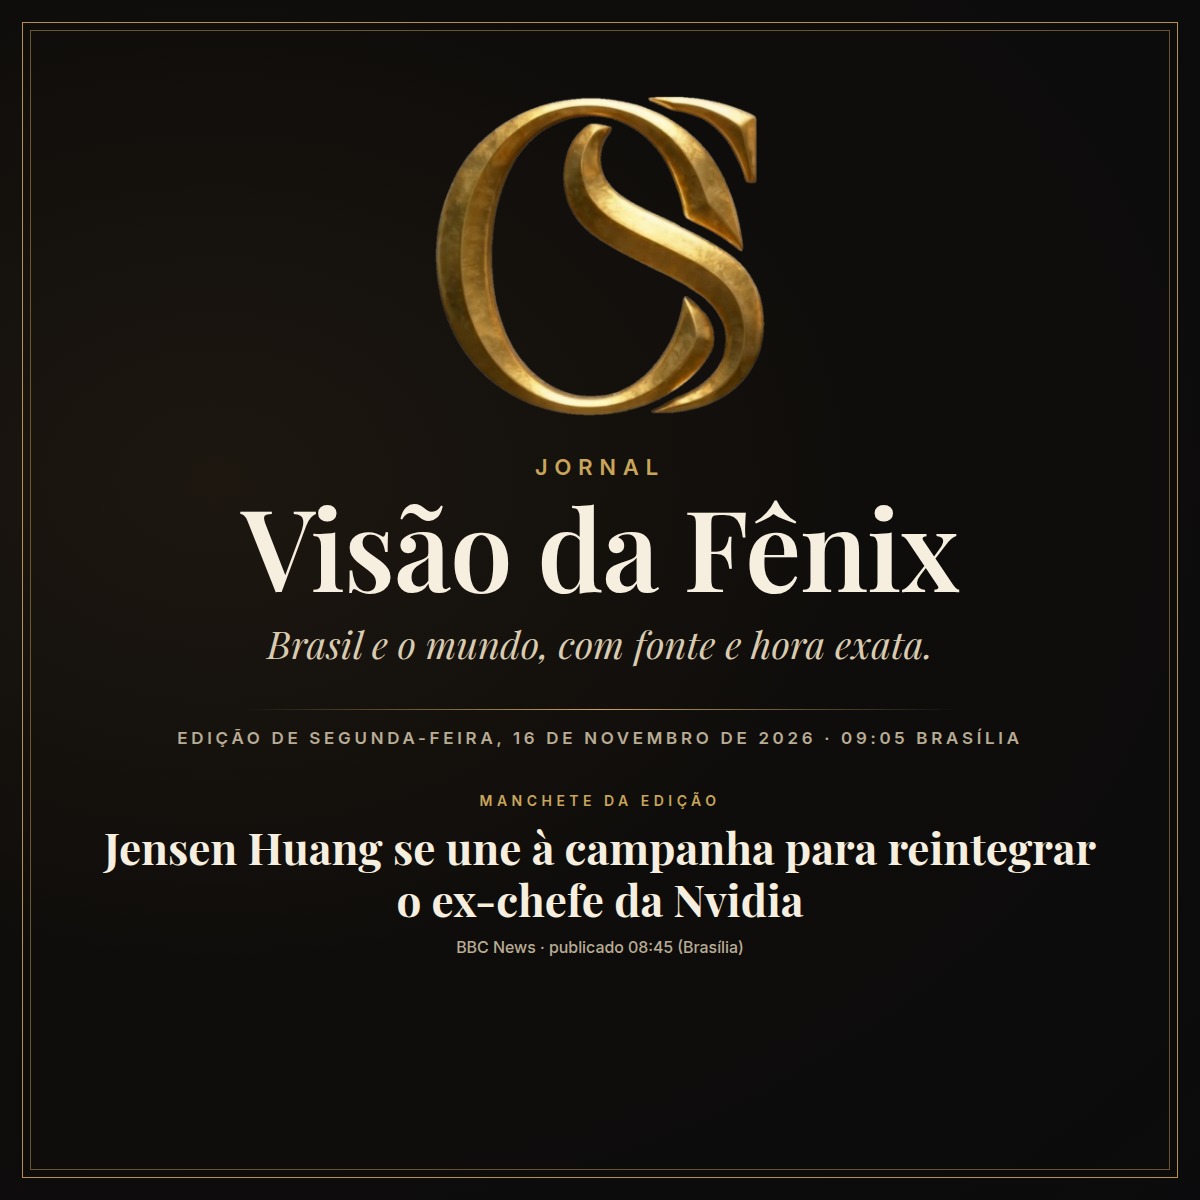 CS
JORNAL
Visão da Fênix
Brasil e o mundo, com fonte e hora exata.
EDIÇÃO DE SEGUNDA-FEIRA, 16 DE NOVEMBRO DE 2026 · 09:05 BRASÍLIA
MANCHETE DA EDIÇÃO
Jensen Huang se une à campanha para reintegrar
o ex-chefe da Nvidia
BBC News · publicado 08:45 (Brasília)